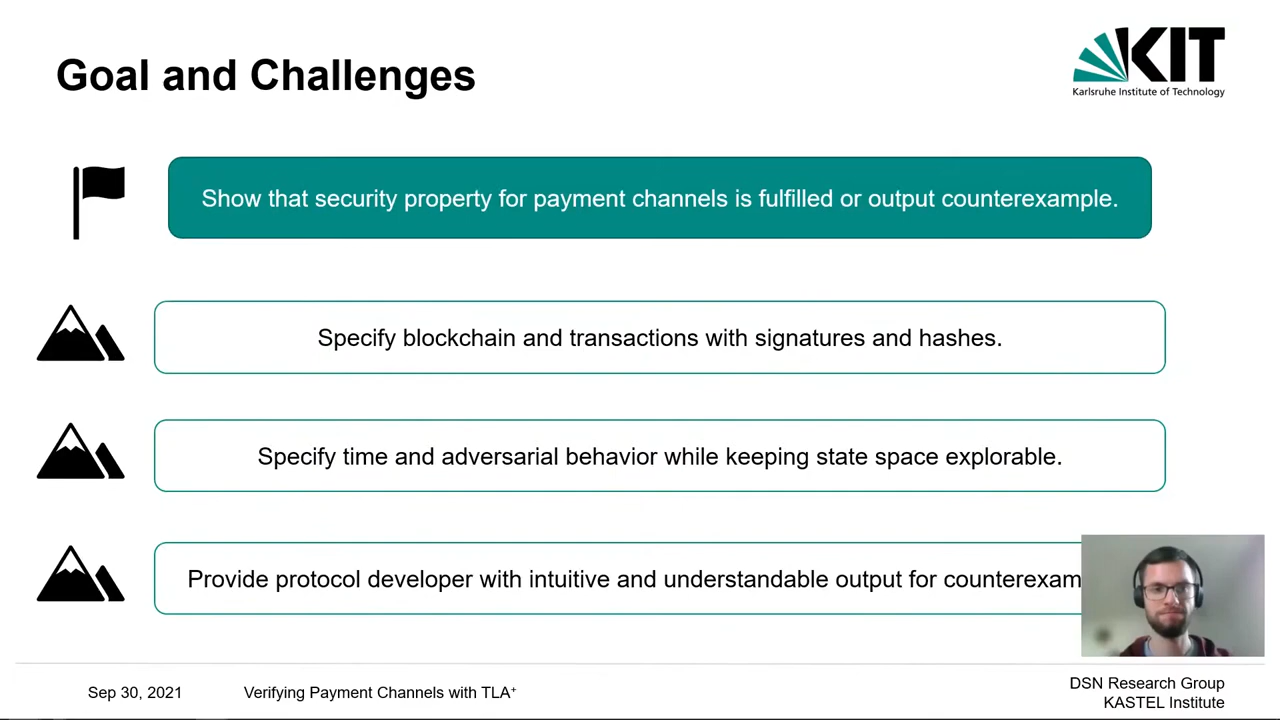 Goal and Challenges
KIT
Karlsruhe Institute of Technology
Show that security property for payment channels is fulfilled or output counterexample.
Specify blockchain and transactions with signatures and hashes.
Specify time and adversarial behavior while keeping state space explorable.
Provide protocol developer with intuitive and understandable output for counterexam
Sep 30, 2021
Verifying Payment Channels with TLA⁺
DSN Research Group
KASTEL Institute